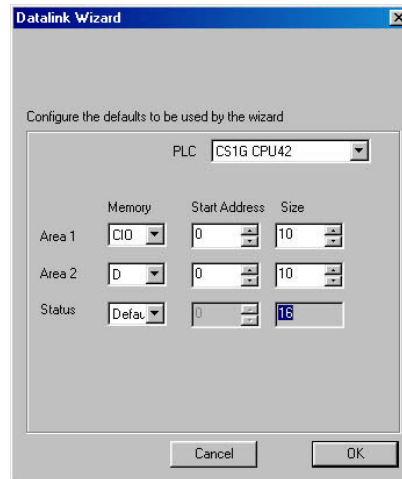 Datalink Wizard
Configure the defaults to be used by the wizard
PLC CS1G CPU42
Memory Start Address Size
Area 1 CIO 0 10
Area 2 D 0 10
Status Defau 0 16
Cancel OK